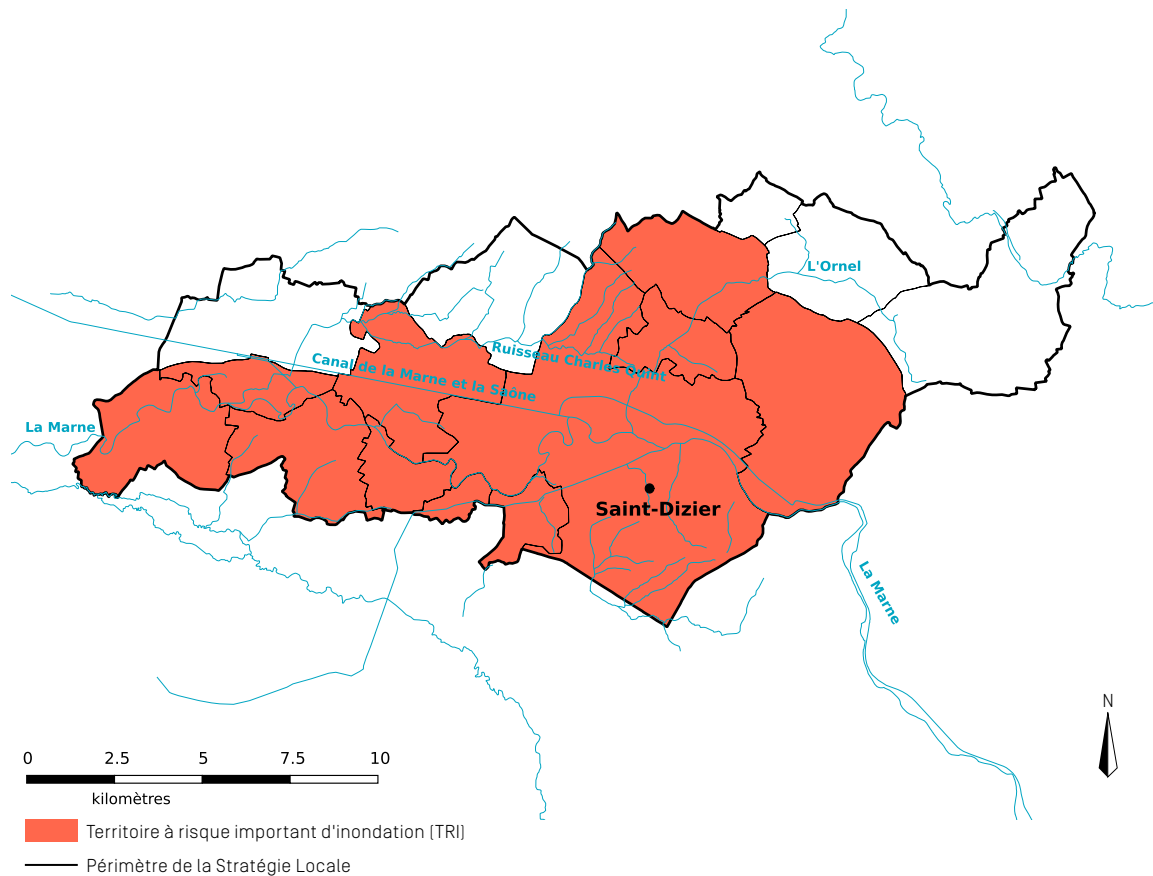 L'Ornel
Ruisseau Charles Quint
Canal de la Marne et la Saône
La Marne
Saint-Dizier
La Marne
N
0 2.5 5 7.5 10
kilomètres
Territoire à risque important d'inondation (TRI)
Périmètre de la Stratégie Locale